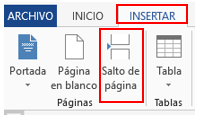 ARCHIVO INICIO INSERTAR
Portada Página Salto de Tabla
en blanco página
Páginas Tablas